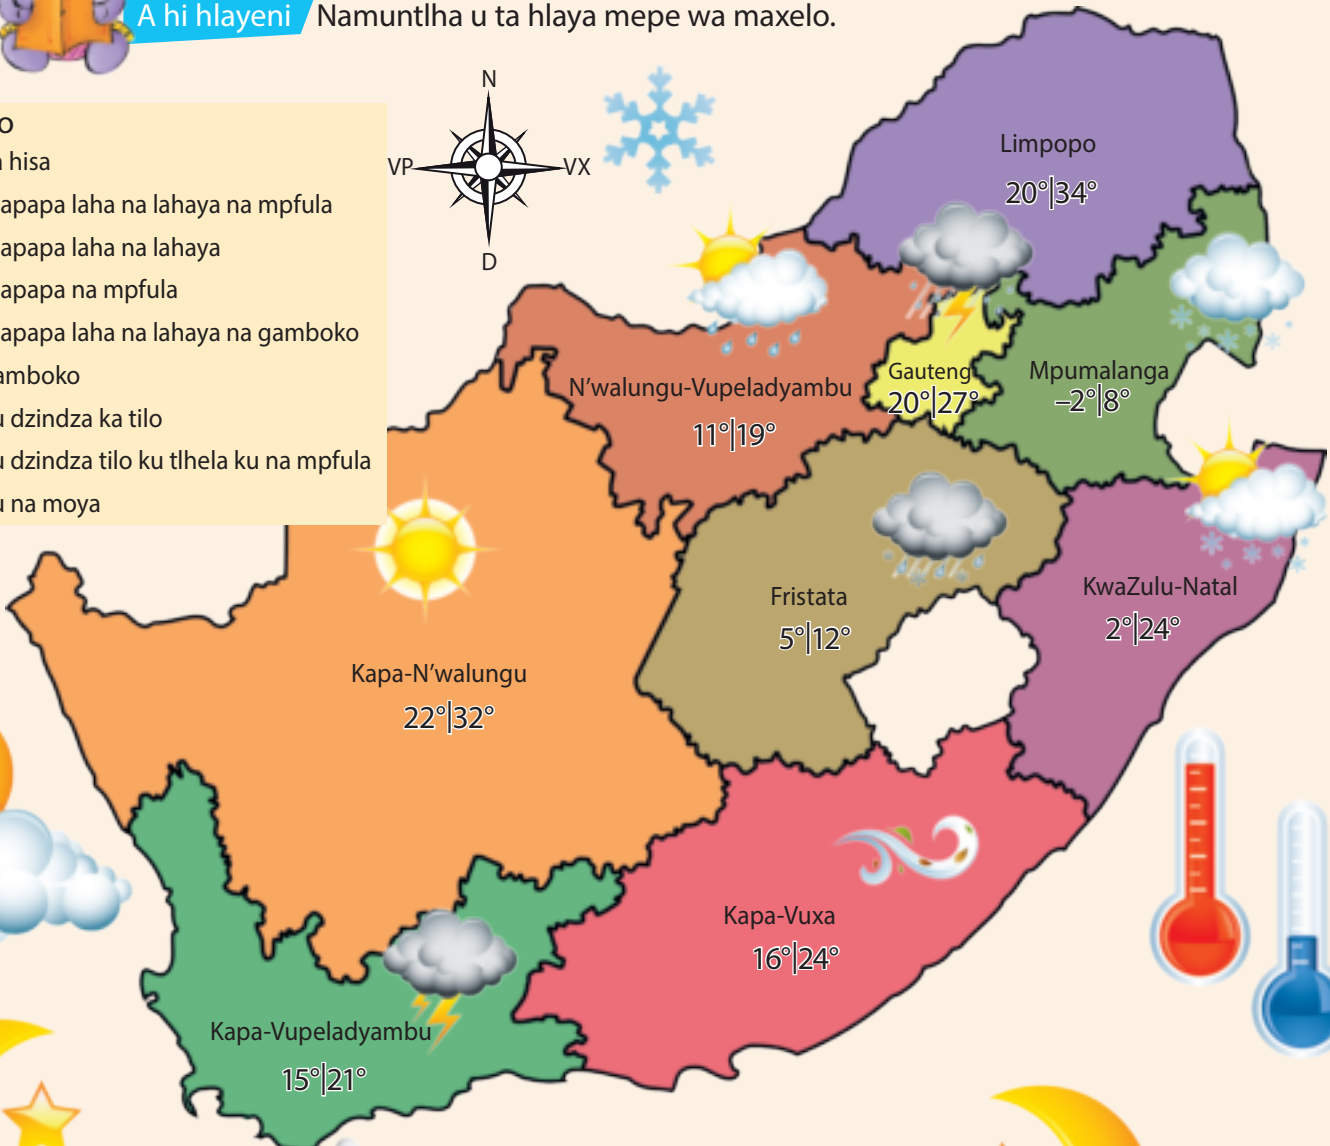 A hi hlayeni
Namuntlha u ta hlaya mepe wa maxelo.
N
VP
VX
D
hisa
apapa laha na lahaya na mpfula
apapa laha na lahaya
apapa na mpfula
apapa laha na lahaya na gamboko
amboko
dzindza ka tilo
dzindza tilo ku tlhela ku na mpfula
na moya
Limpopo
20°|34°
N'walungu-Vupeladyambu
11°|19°
Gauteng
20°|27°
Mpumalanga
–2°|8°
Fristata
5°|12°
KwaZulu-Natal
2°|24°
Kapa-N'walungu
22°|32°
Kapa-Vuxa
16°|24°
Kapa-Vupeladyambu
15°|21°